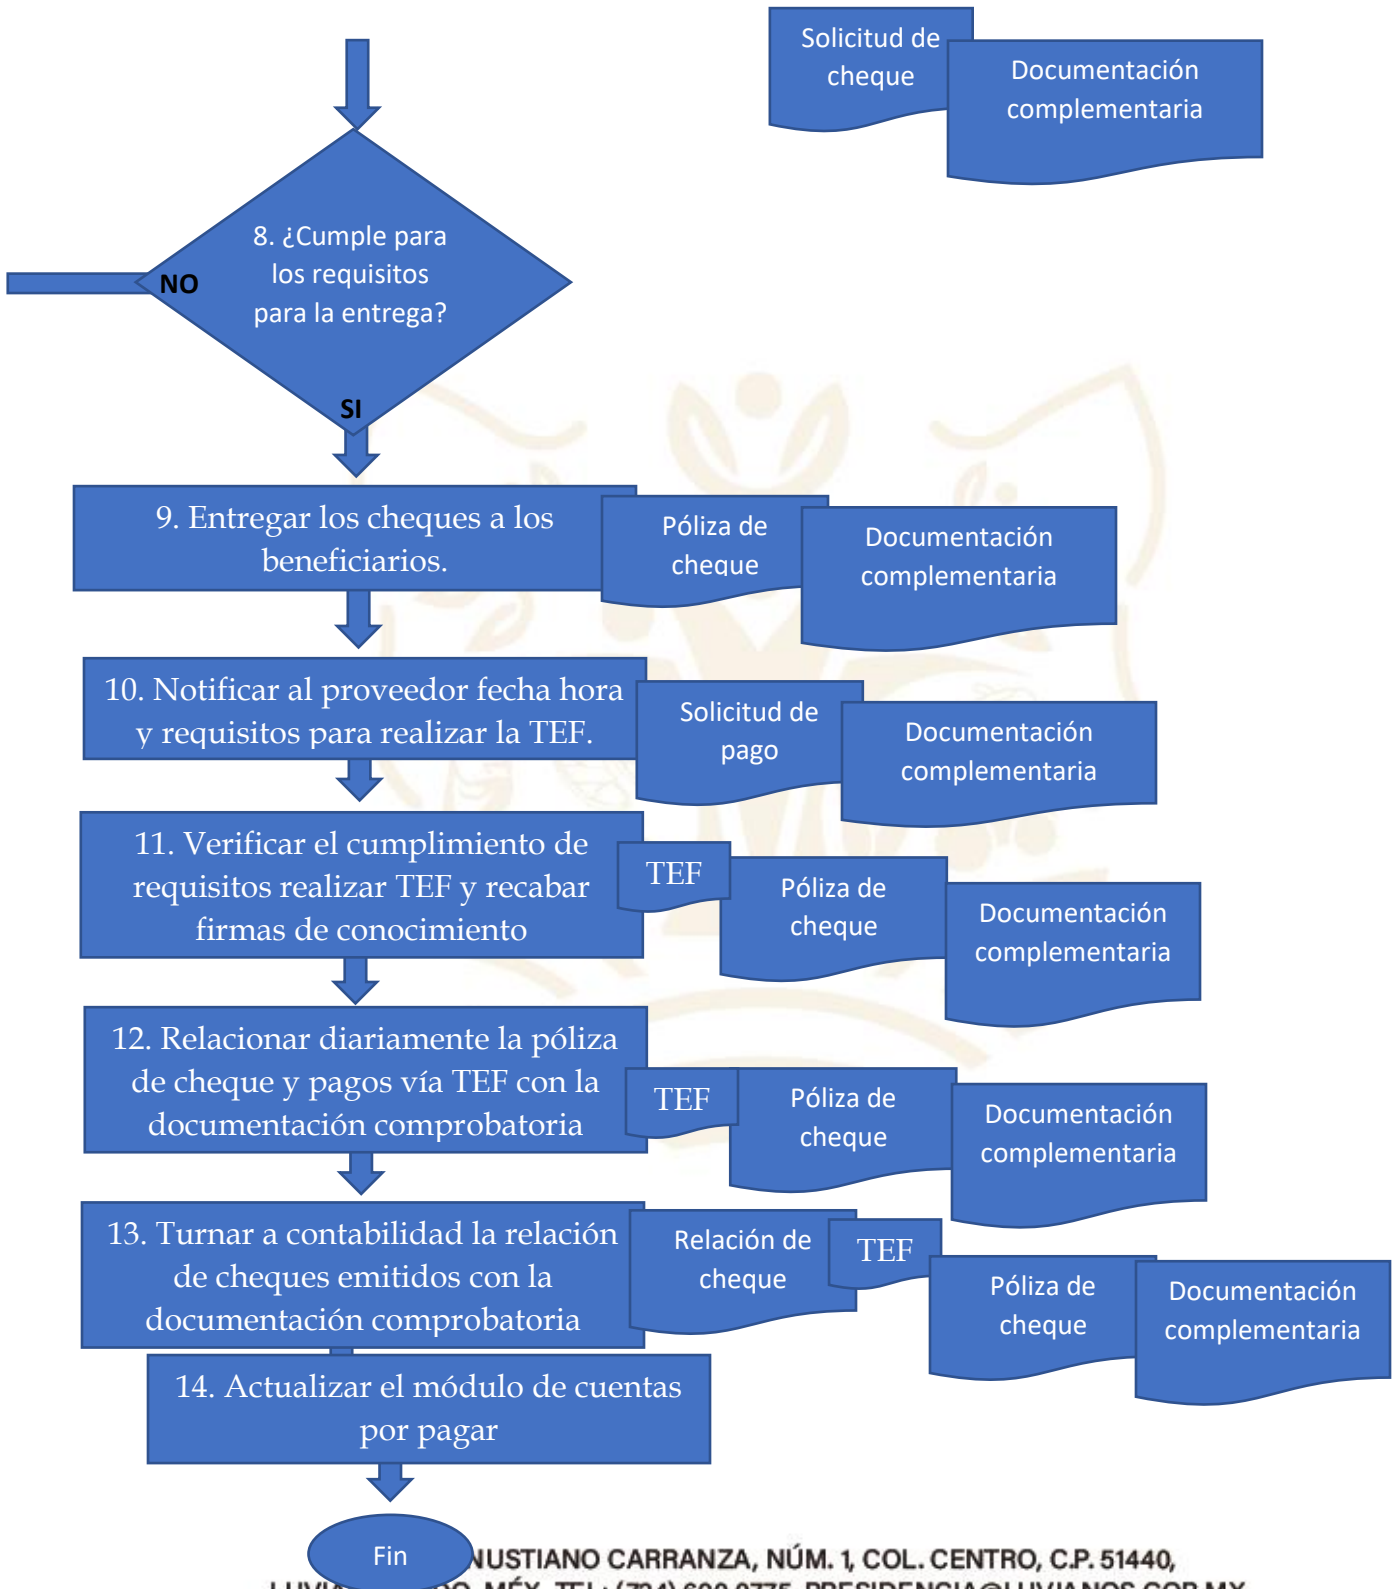 Solicitud de
cheque
Documentación
complementaria
8. ¿Cumple para
los requisitos
para la entrega?
NO
SI
9. Entregar los cheques a los
beneficiarios.
Póliza de
cheque
Documentación
complementaria
10. Notificar al proveedor fecha hora
y requisitos para realizar la TEF.
Solicitud de
pago
Documentación
complementaria
11. Verificar el cumplimiento de
requisitos realizar TEF y recabar
firmas de conocimiento
TEF
Póliza de
cheque
Documentación
complementaria
12. Relacionar diariamente la póliza
de cheque y pagos vía TEF con la
documentación comprobatoria
TEF
Póliza de
cheque
Documentación
complementaria
13. Turnar a contabilidad la relación
de cheques emitidos con la
documentación comprobatoria
Relación de
cheque
TEF
Póliza de
cheque
Documentación
complementaria
14. Actualizar el módulo de cuentas
por pagar
Fin
NUSTIANO CARRANZA, NÚM. 1, COL. CENTRO, C.P. 51440,
MÉX. TEL: